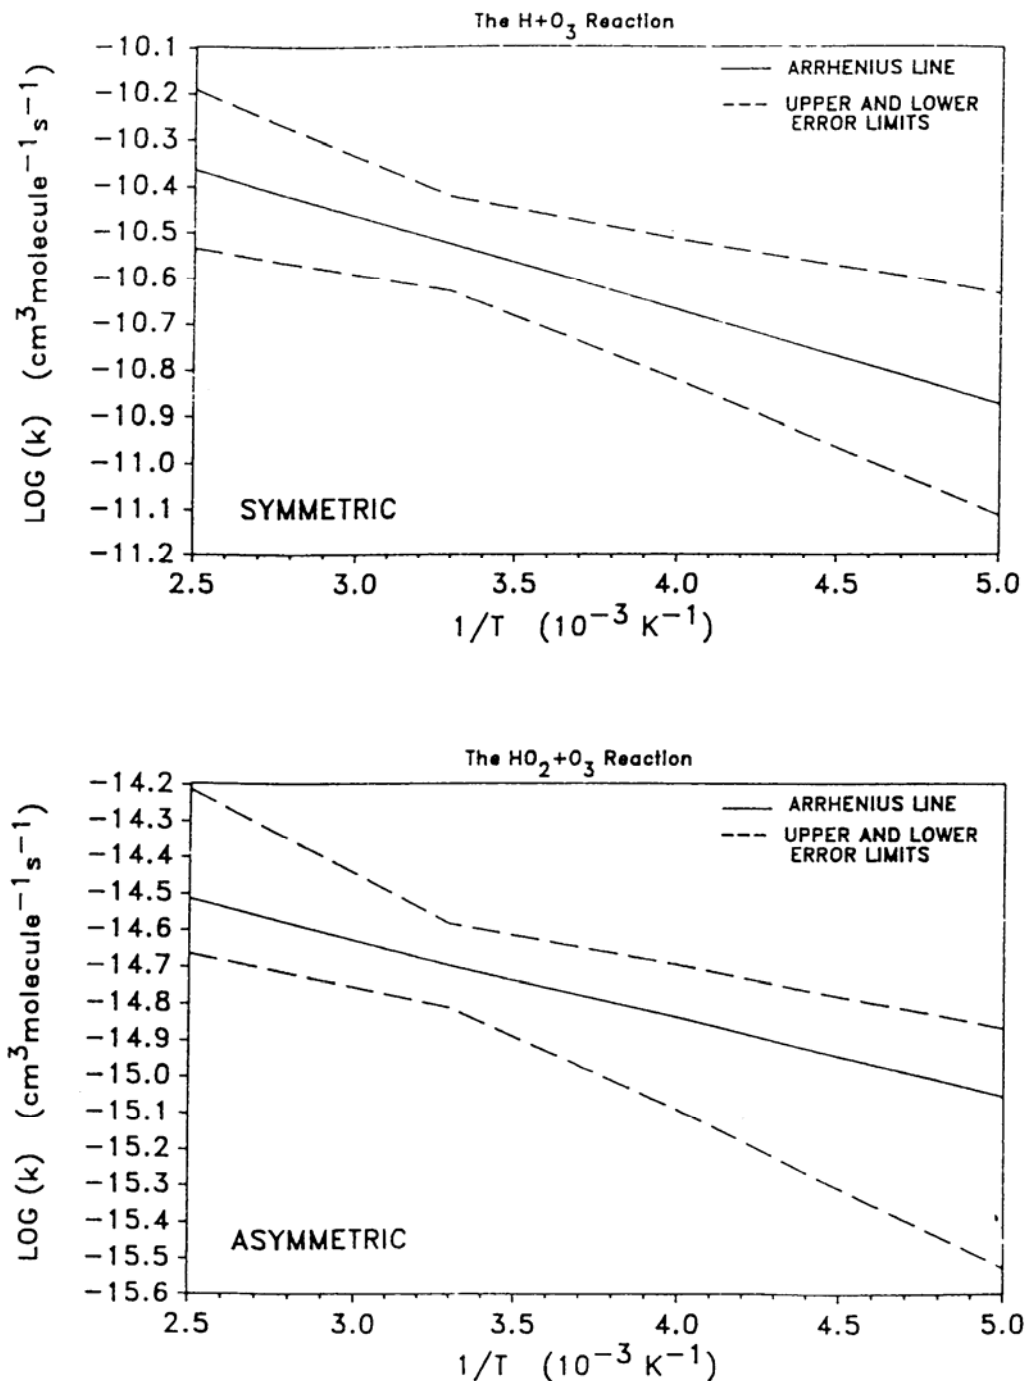 The H+O₃ Reaction
−10.1
−10.2
−10.3
−10.4
−10.5
−10.6
−10.7
−10.8
−10.9
−11.0
−11.1
−11.2
LOG (k) (cm³molecule⁻¹s⁻¹)
ARRHENIUS LINE
UPPER AND LOWER
ERROR LIMITS
SYMMETRIC
2.5 3.0 3.5 4.0 4.5 5.0
1/T (10⁻³ K⁻¹)
The HO₂+O₃ Reaction
−14.2
−14.3
−14.4
−14.5
−14.6
−14.7
−14.8
−14.9
−15.0
−15.1
−15.2
−15.3
−15.4
−15.5
−15.6
LOG (k) (cm³molecule⁻¹s⁻¹)
ARRHENIUS LINE
UPPER AND LOWER
ERROR LIMITS
ASYMMETRIC
2.5 3.0 3.5 4.0 4.5 5.0
1/T (10⁻³ K⁻¹)